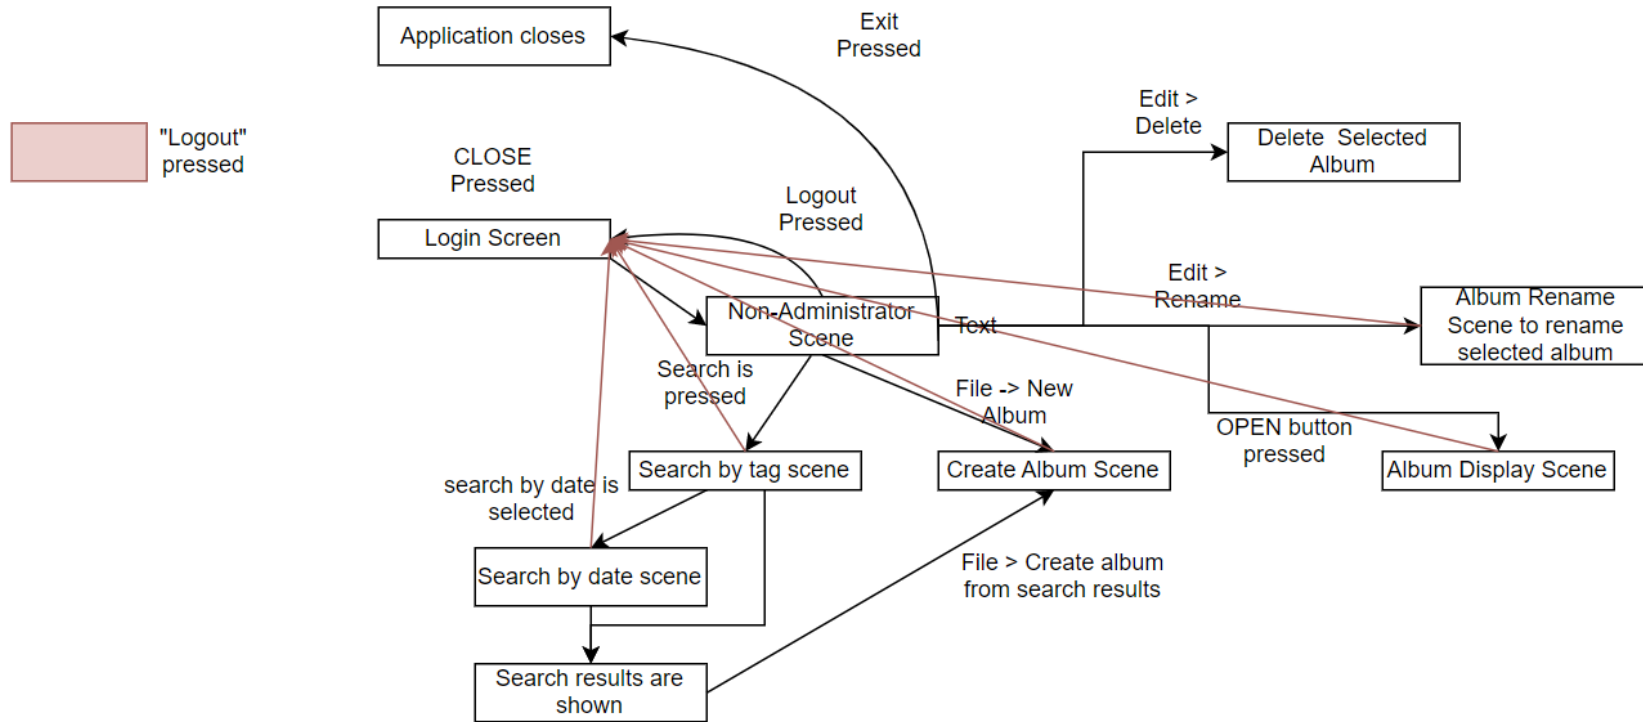 Application closes
Exit
Pressed
"Logout"
pressed
Edit >
Delete
Delete  Selected
Album
CLOSE
Pressed
Logout
Pressed
Login Screen
Edit >
Rename
Non-Administrator
Scene
Text
Album Rename
Scene to rename
selected album
Search is
pressed
File -> New
Album
OPEN button
pressed
Search by tag scene
Create Album Scene
Album Display Scene
search by date is
selected
Search by date scene
File > Create album
from search results
Search results are
shown